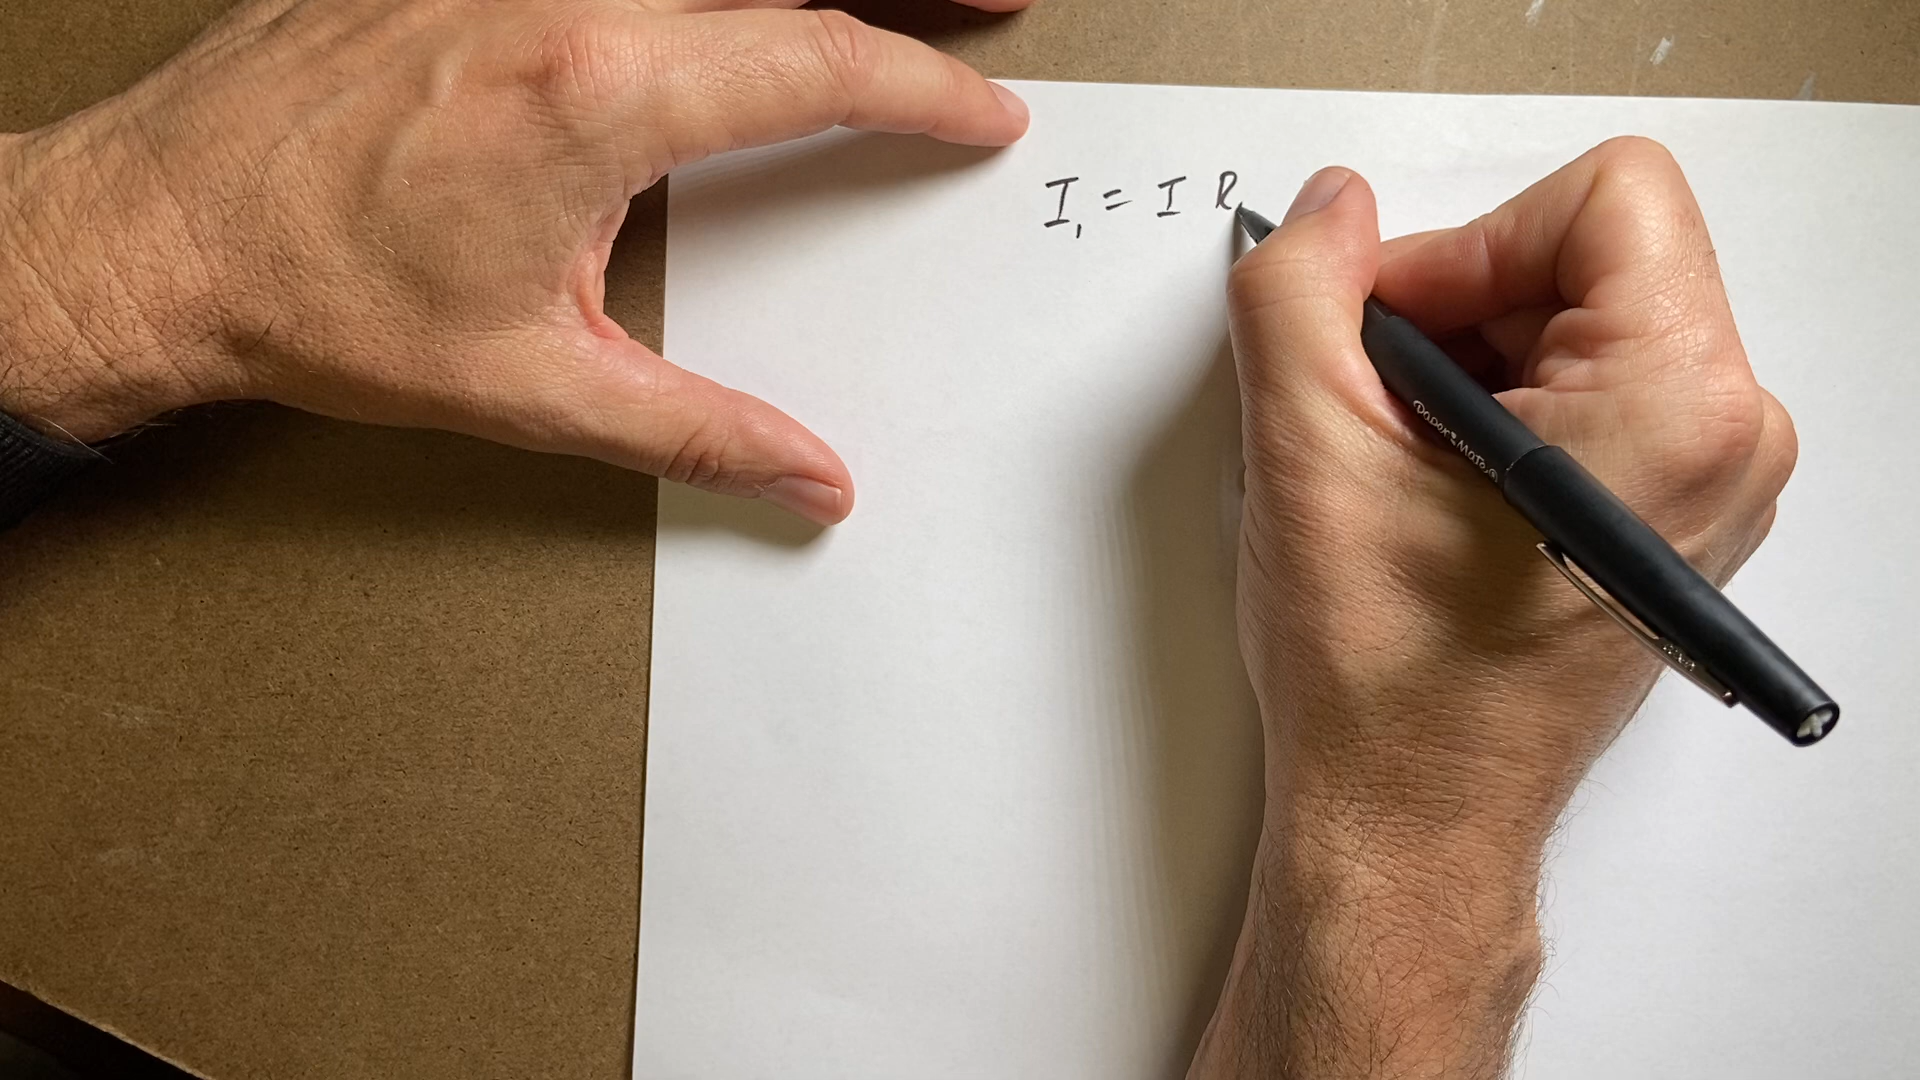 I₁ = I R
Paper Mate®